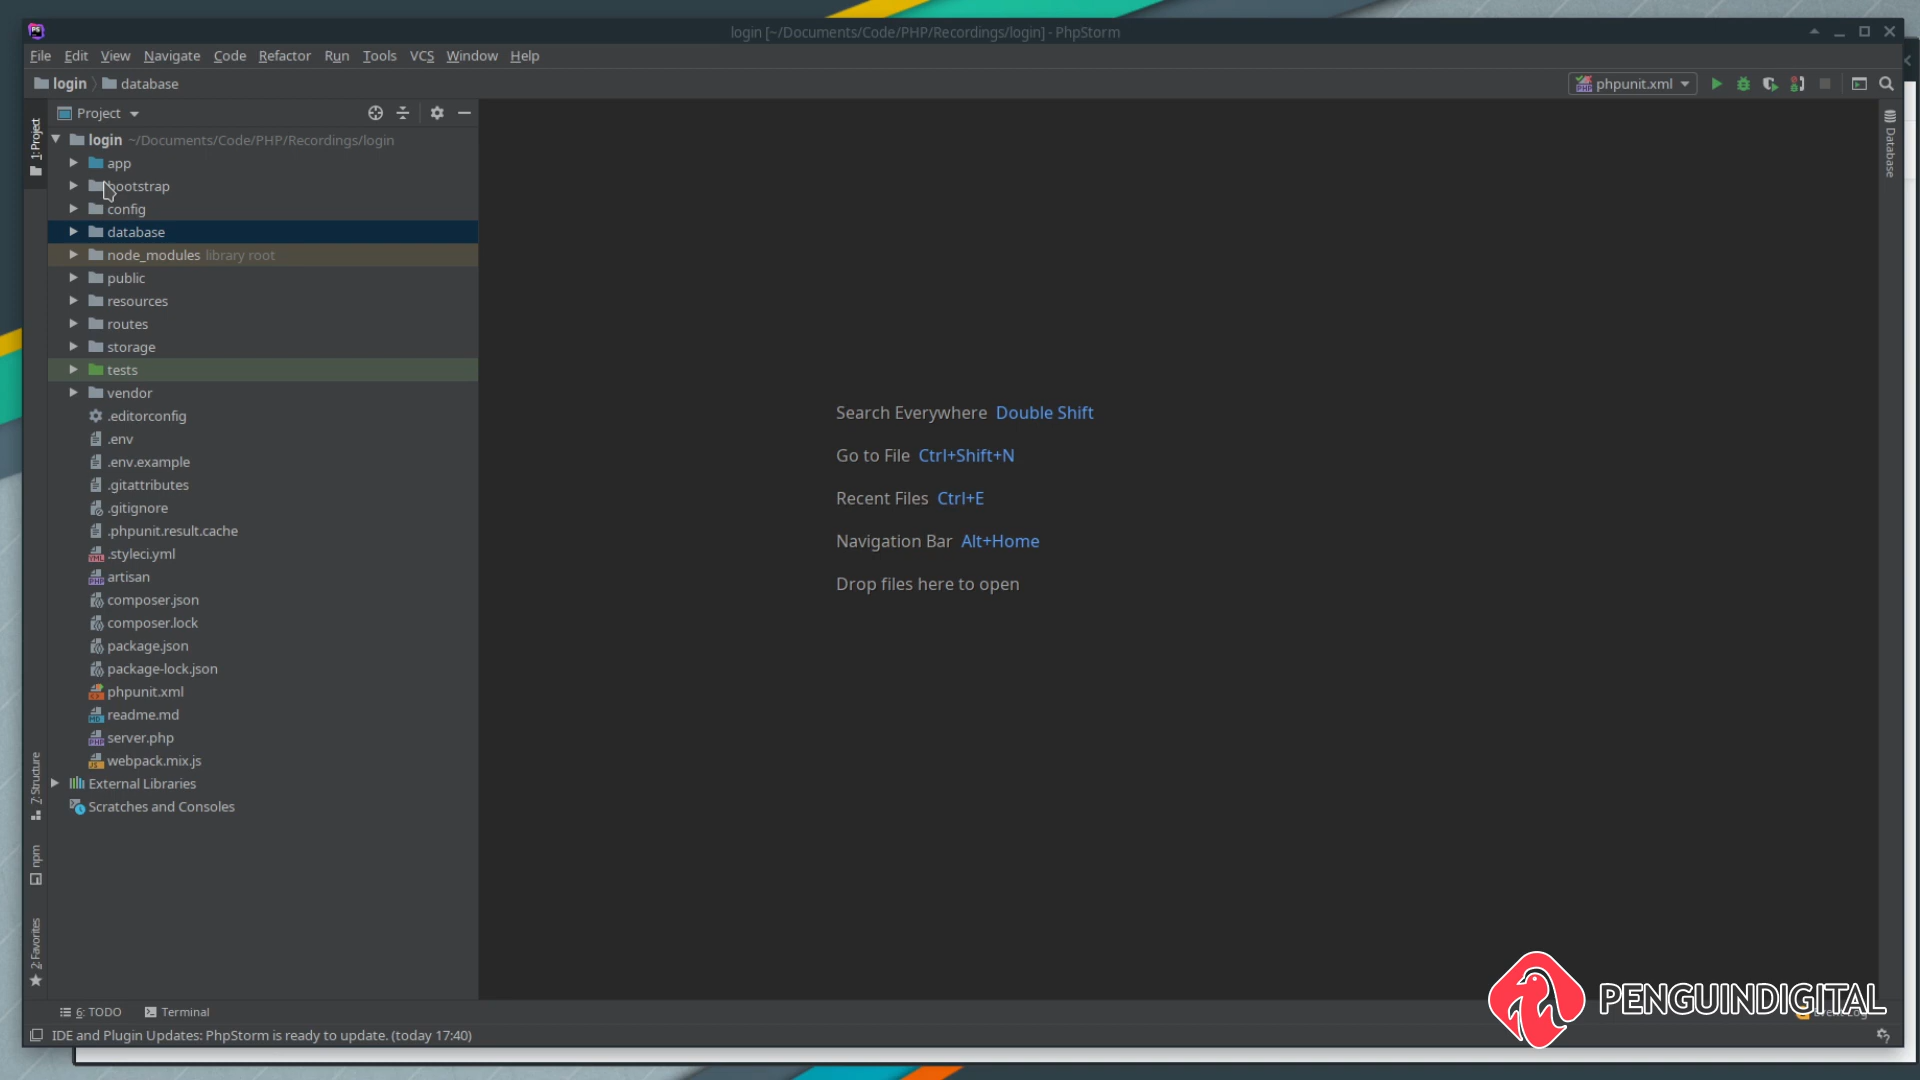 login [~/Documents/Code/PHP/Recordings/login] - PhpStorm
File Edit View Navigate Code Refactor Run Tools VCS Window Help
login database
phpunit.xml
Project
1: Project
Database
login ~/Documents/Code/PHP/Recordings/login
app
bootstrap
config
database
node_modules library root
public
resources
routes
storage
tests
vendor
.editorconfig
.env
.env.example
.gitattributes
.gitignore
.phpunit.result.cache
.styleci.yml
artisan
composer.json
composer.lock
package.json
package-lock.json
phpunit.xml
readme.md
server.php
webpack.mix.js
External Libraries
Scratches and Consoles
Search Everywhere Double Shift
Go to File Ctrl+Shift+N
Recent Files Ctrl+E
Navigation Bar Alt+Home
Drop files here to open
7: Structure
npm
2: Favorites
PENGUINDIGITAL
6: TODO
Terminal
Event Log
IDE and Plugin Updates: PhpStorm is ready to update. (today 17:40)